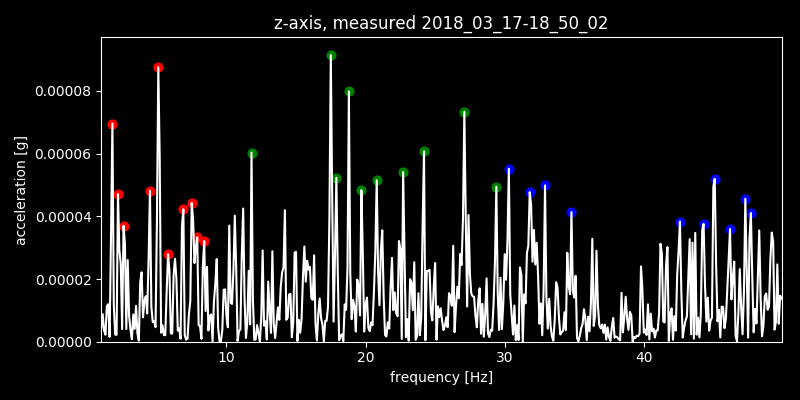 z-axis, measured 2018_03_17-18_50_02
acceleration [g]
0.00008
0.00006
0.00004
0.00002
0.00000
10 20 30 40
frequency [Hz]